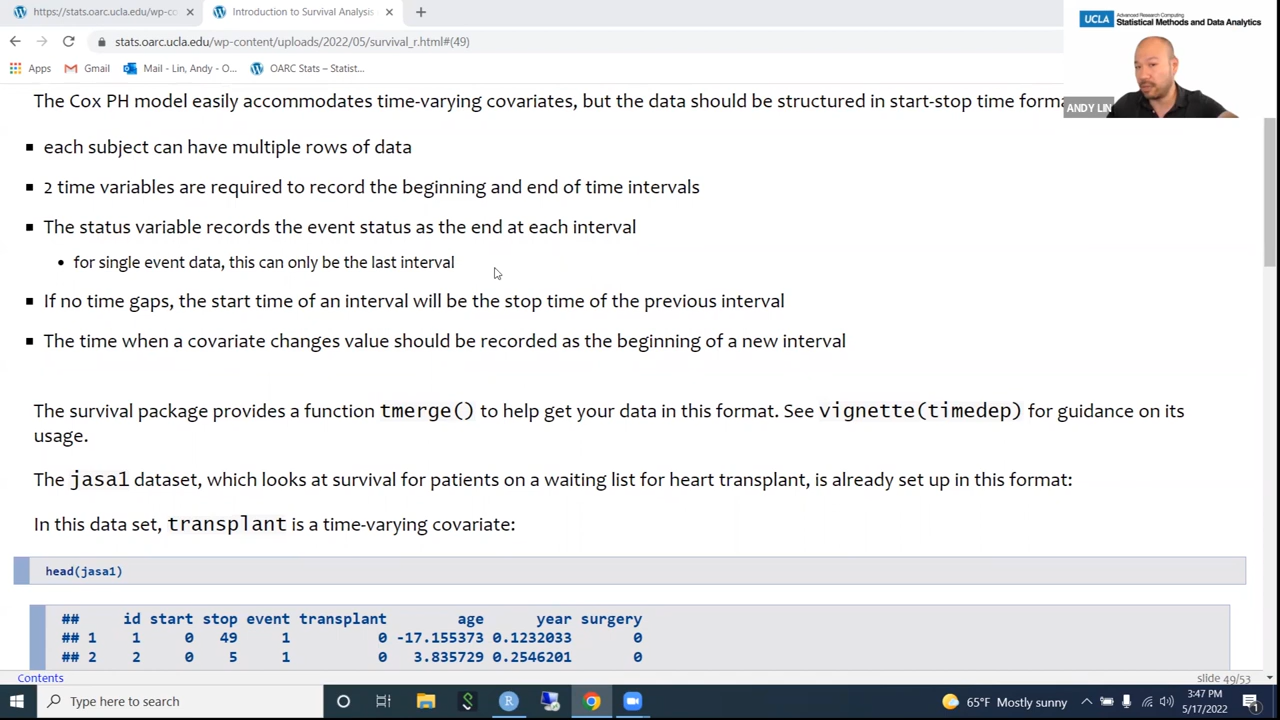 https://stats.oarc.ucla.edu/wp-co
Introduction to Survival Analysis
UCLA
Advanced Research Computing
Statistical Methods and Data Analytics
stats.oarc.ucla.edu/wp-content/uploads/2022/05/survival_r.html#(49)
Apps
Gmail
Mail - Lin, Andy - O...
OARC Stats – Statist...
ANDY LIN
The Cox PH model easily accommodates time-varying covariates, but the data should be structured in start-stop time forma
each subject can have multiple rows of data
2 time variables are required to record the beginning and end of time intervals
The status variable records the event status as the end at each interval
for single event data, this can only be the last interval
If no time gaps, the start time of an interval will be the stop time of the previous interval
The time when a covariate changes value should be recorded as the beginning of a new interval
The survival package provides a function tmerge() to help get your data in this format. See vignette(timedep) for guidance on its
usage.
The jasa1 dataset, which looks at survival for patients on a waiting list for heart transplant, is already set up in this format:
In this data set, transplant is a time-varying covariate:
head(jasa1)
## id start stop event transplant age year surgery
## 1 1 0 49 1 0 -17.155373 0.1232033 0
## 2 2 0 5 1 0 3.835729 0.2546201 0
Contents
slide 49/53
Type here to search
65°F Mostly sunny
3:47 PM
5/17/2022